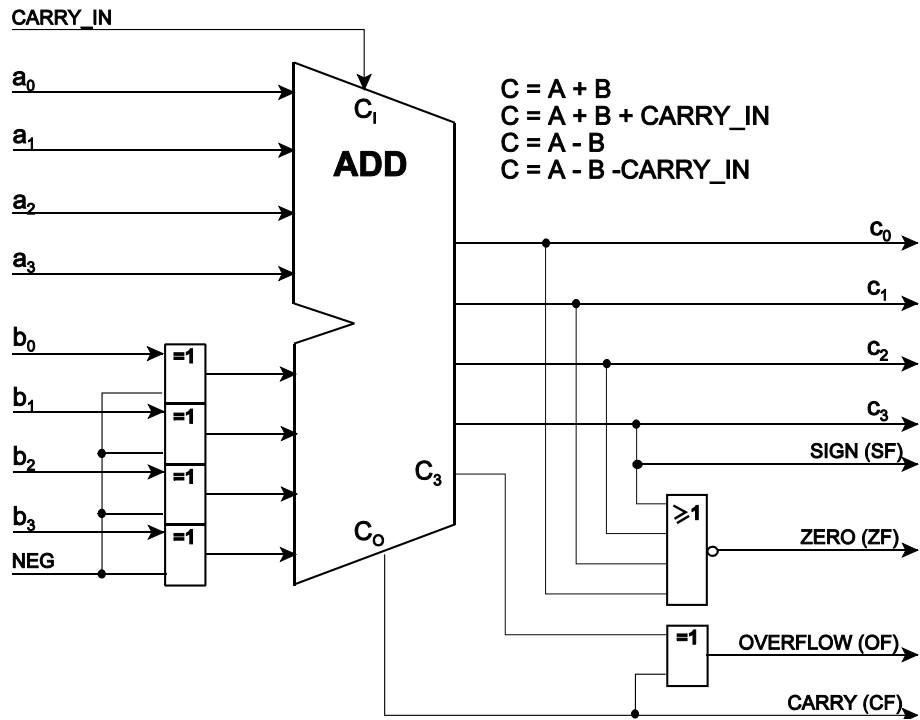 CARRY_IN
a0
a1
a2
a3
b0
b1
b2
b3
NEG
=1
=1
=1
=1
CI
ADD
C3
CO
C = A + B
C = A + B + CARRY_IN
C = A - B
C = A - B -CARRY_IN
c0
c1
c2
c3
SIGN (SF)
≥1
ZERO (ZF)
=1
OVERFLOW (OF)
CARRY (CF)